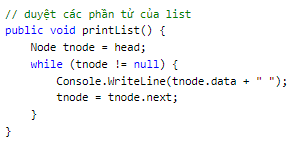 // duyệt các phần tử của list
public void printList() {
    Node tnode = head;
    while (tnode != null) {
        Console.WriteLine(tnode.data + " ");
        tnode = tnode.next;
    }
}